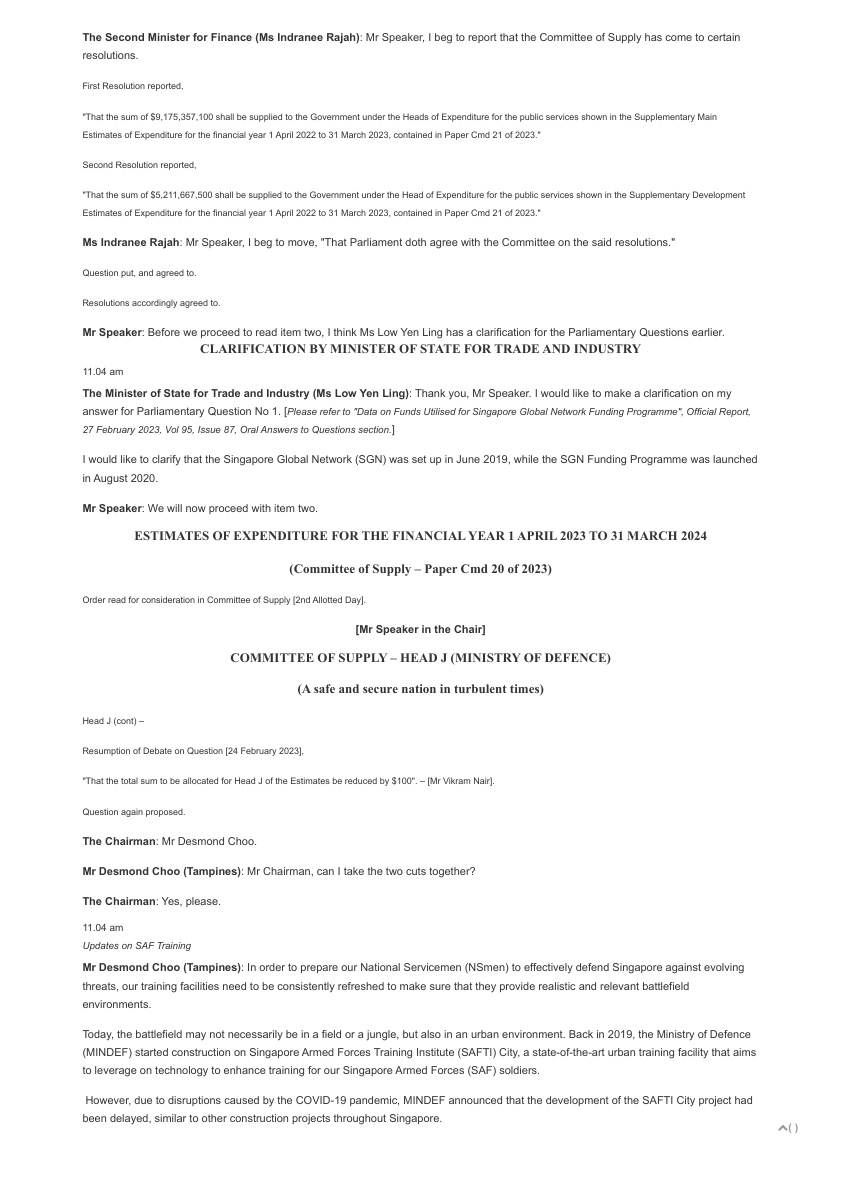 The Second Minister for Finance (Ms Indranee Rajah): Mr Speaker, I beg to report that the Committee of Supply has come to certain
resolutions.
First Resolution reported,
"That the sum of $9,175,357,100 shall be supplied to the Government under the Heads of Expenditure for the public services shown in the Supplementary Main
Estimates of Expenditure for the financial year 1 April 2022 to 31 March 2023, contained in Paper Cmd 21 of 2023."
Second Resolution reported,
"That the sum of $5,211,667,500 shall be supplied to the Government under the Head of Expenditure for the public services shown in the Supplementary Development
Estimates of Expenditure for the financial year 1 April 2022 to 31 March 2023, contained in Paper Cmd 21 of 2023."
Ms Indranee Rajah: Mr Speaker, I beg to move, "That Parliament doth agree with the Committee on the said resolutions."
Question put, and agreed to.
Resolutions accordingly agreed to.
Mr Speaker: Before we proceed to read item two, I think Ms Low Yen Ling has a clarification for the Parliamentary Questions earlier.
CLARIFICATION BY MINISTER OF STATE FOR TRADE AND INDUSTRY
11.04 am
The Minister of State for Trade and Industry (Ms Low Yen Ling): Thank you, Mr Speaker. I would like to make a clarification on my
answer for Parliamentary Question No 1. [Please refer to "Data on Funds Utilised for Singapore Global Network Funding Programme", Official Report,
27 February 2023, Vol 95, Issue 87, Oral Answers to Questions section.]
I would like to clarify that the Singapore Global Network (SGN) was set up in June 2019, while the SGN Funding Programme was launched
in August 2020.
Mr Speaker: We will now proceed with item two.
ESTIMATES OF EXPENDITURE FOR THE FINANCIAL YEAR 1 APRIL 2023 TO 31 MARCH 2024
(Committee of Supply – Paper Cmd 20 of 2023)
Order read for consideration in Committee of Supply [2nd Allotted Day].
[Mr Speaker in the Chair]
COMMITTEE OF SUPPLY – HEAD J (MINISTRY OF DEFENCE)
(A safe and secure nation in turbulent times)
Head J (cont) –
Resumption of Debate on Question [24 February 2023],
"That the total sum to be allocated for Head J of the Estimates be reduced by $100". – [Mr Vikram Nair].
Question again proposed.
The Chairman: Mr Desmond Choo.
Mr Desmond Choo (Tampines): Mr Chairman, can I take the two cuts together?
The Chairman: Yes, please.
11.04 am
Updates on SAF Training
Mr Desmond Choo (Tampines): In order to prepare our National Servicemen (NSmen) to effectively defend Singapore against evolving
threats, our training facilities need to be consistently refreshed to make sure that they provide realistic and relevant battlefield
environments.
Today, the battlefield may not necessarily be in a field or a jungle, but also in an urban environment. Back in 2019, the Ministry of Defence
(MINDEF) started construction on Singapore Armed Forces Training Institute (SAFTI) City, a state-of-the-art urban training facility that aims
to leverage on technology to enhance training for our Singapore Armed Forces (SAF) soldiers.
However, due to disruptions caused by the COVID-19 pandemic, MINDEF announced that the development of the SAFTI City project had
been delayed, similar to other construction projects throughout Singapore.
( )